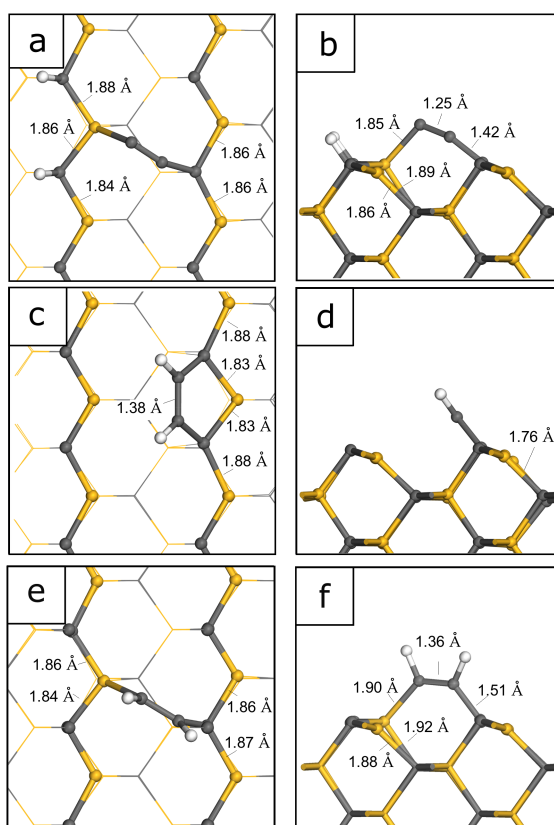 a
1.88 Å
1.86 Å
1.84 Å
1.86 Å
1.86 Å
b
1.25 Å
1.85 Å
1.42 Å
1.89 Å
1.86 Å
c
1.88 Å
1.83 Å
1.38 Å
1.83 Å
1.88 Å
d
1.76 Å
e
1.86 Å
1.84 Å
1.86 Å
1.87 Å
f
1.36 Å
1.90 Å
1.51 Å
1.92 Å
1.88 Å